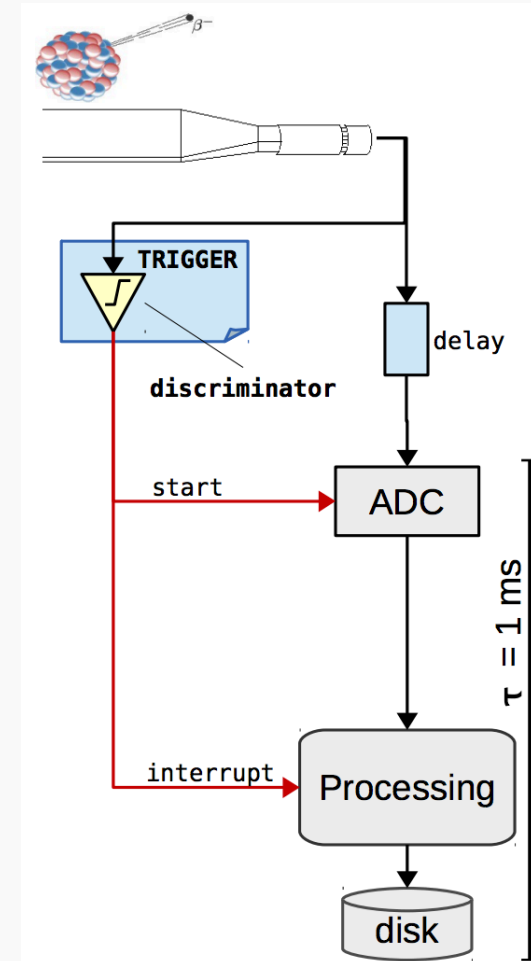 β⁻
TRIGGER
delay
discriminator
start
ADC
τ = 1 ms
interrupt
Processing
disk